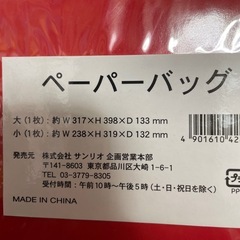 ペーパーバッグ
大(1枚):約 W 317×H 398×D 133 mm
小(1枚):約 W 238×H 319×D 132 mm
発売元 株式会社 サンリオ 企画営業本部
〒141-8603 東京都品川区大崎 1-6-1
TEL 03-3779-8305
受付時間:午前10時〜午後5時(土・日・祝日を除く)
MADE IN CHINA
4 901610 42
PP